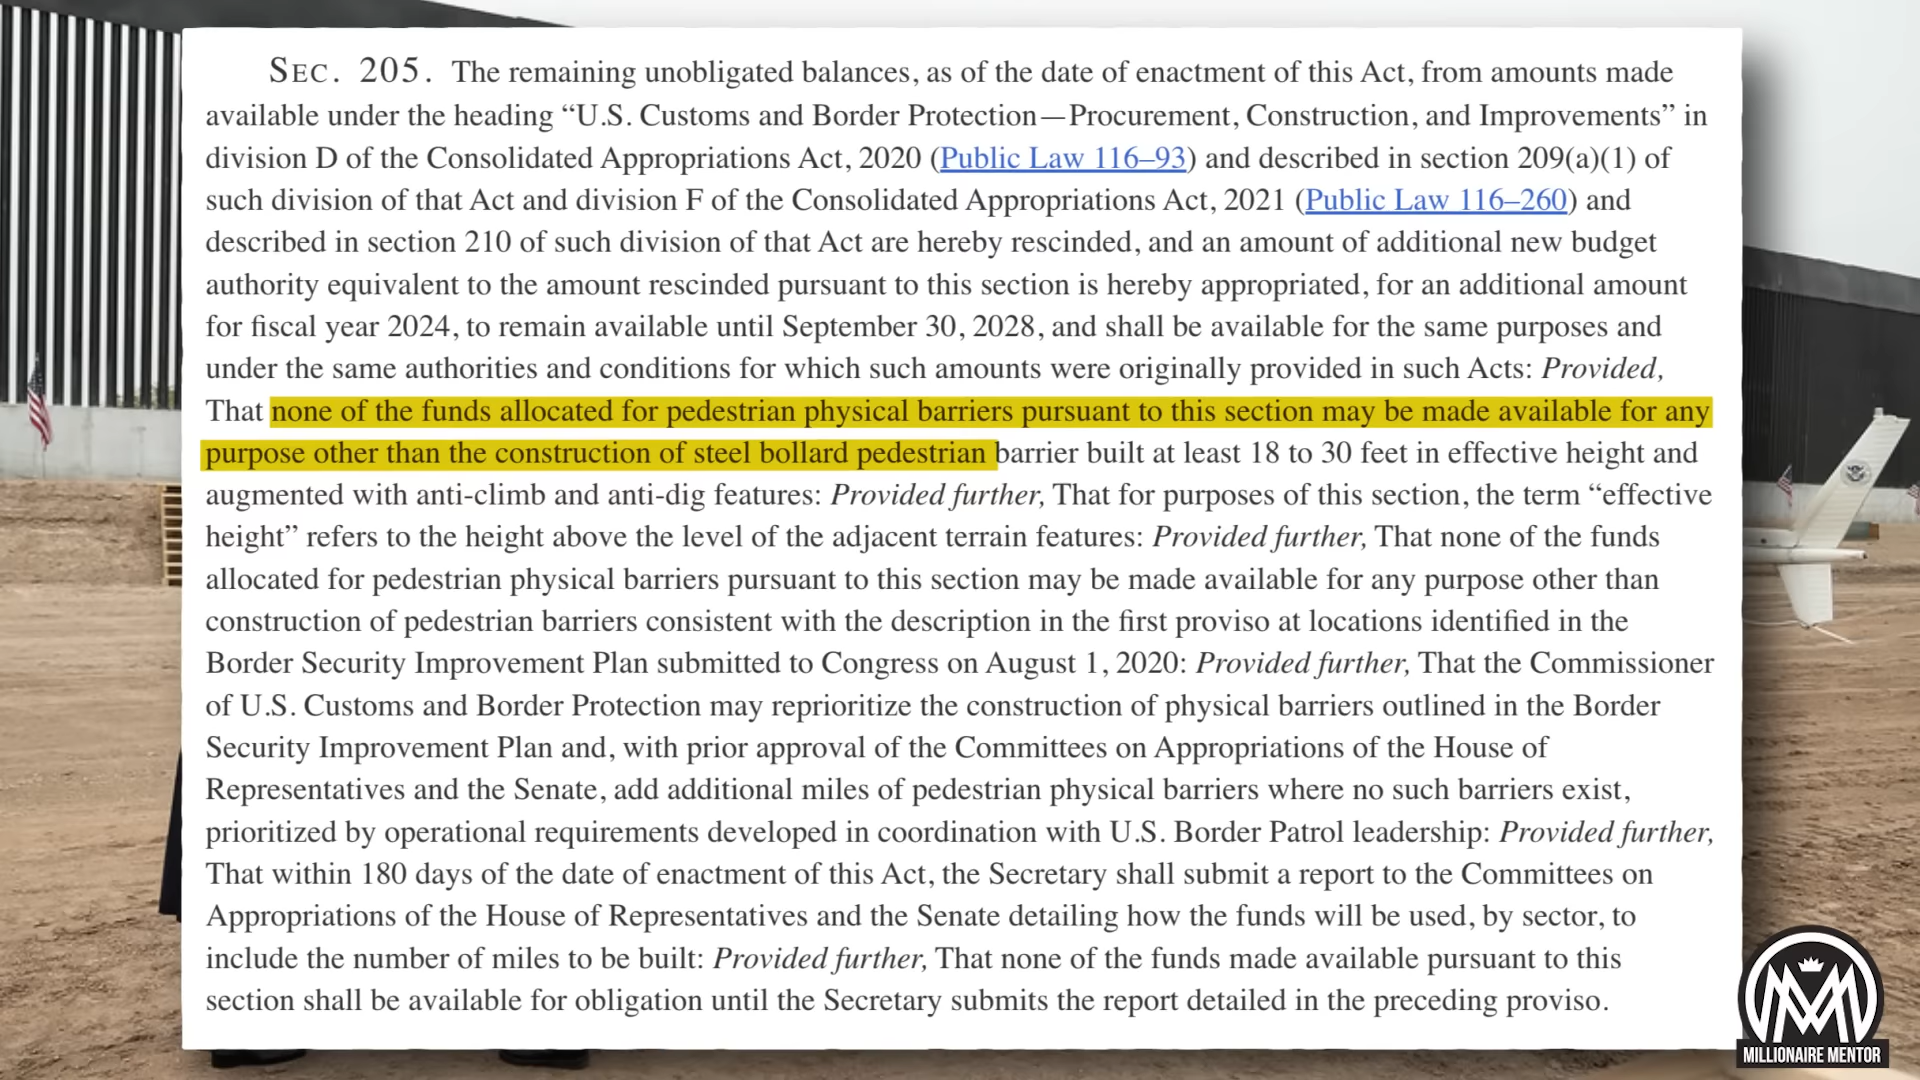 SEC. 205. The remaining unobligated balances, as of the date of enactment of this Act, from amounts made
available under the heading “U.S. Customs and Border Protection—Procurement, Construction, and Improvements” in
division D of the Consolidated Appropriations Act, 2020 (Public Law 116–93) and described in section 209(a)(1) of
such division of that Act and division F of the Consolidated Appropriations Act, 2021 (Public Law 116–260) and
described in section 210 of such division of that Act are hereby rescinded, and an amount of additional new budget
authority equivalent to the amount rescinded pursuant to this section is hereby appropriated, for an additional amount
for fiscal year 2024, to remain available until September 30, 2028, and shall be available for the same purposes and
under the same authorities and conditions for which such amounts were originally provided in such Acts: Provided,
That none of the funds allocated for pedestrian physical barriers pursuant to this section may be made available for any
purpose other than the construction of steel bollard pedestrian barrier built at least 18 to 30 feet in effective height and
augmented with anti-climb and anti-dig features: Provided further, That for purposes of this section, the term “effective
height” refers to the height above the level of the adjacent terrain features: Provided further, That none of the funds
allocated for pedestrian physical barriers pursuant to this section may be made available for any purpose other than
construction of pedestrian barriers consistent with the description in the first proviso at locations identified in the
Border Security Improvement Plan submitted to Congress on August 1, 2020: Provided further, That the Commissioner
of U.S. Customs and Border Protection may reprioritize the construction of physical barriers outlined in the Border
Security Improvement Plan and, with prior approval of the Committees on Appropriations of the House of
Representatives and the Senate, add additional miles of pedestrian physical barriers where no such barriers exist,
prioritized by operational requirements developed in coordination with U.S. Border Patrol leadership: Provided further,
That within 180 days of the date of enactment of this Act, the Secretary shall submit a report to the Committees on
Appropriations of the House of Representatives and the Senate detailing how the funds will be used, by sector, to
include the number of miles to be built: Provided further, That none of the funds made available pursuant to this
section shall be available for obligation until the Secretary submits the report detailed in the preceding proviso.
MM
MILLIONAIRE MENTOR